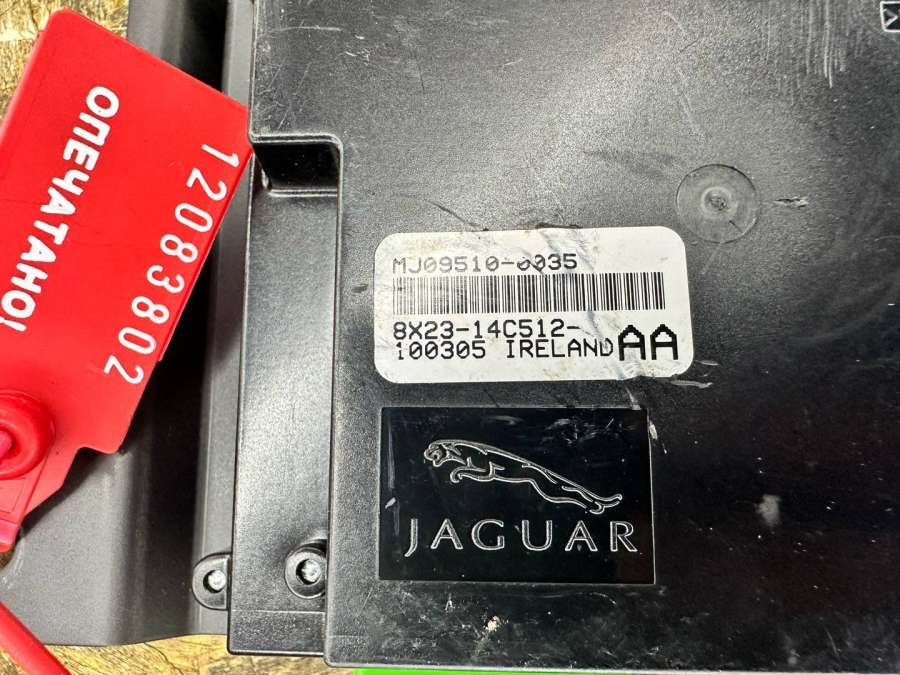 ОПЕЧАТАНО!
12083802
MJ09510-0035
8X23-14C512-
100305 IRELAND AA
JAGUAR